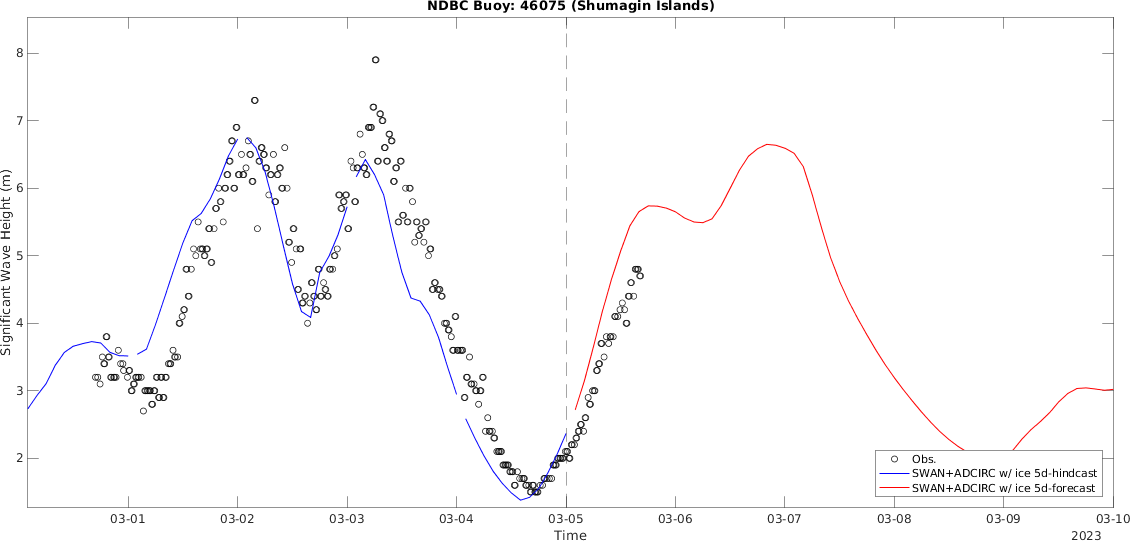 NDBC Buoy: 46075 (Shumagin Islands)
Significant Wave Height (m)
8
7
6
5
4
3
2
Obs.
SWAN+ADCIRC w/ ice 5d-hindcast
SWAN+ADCIRC w/ ice 5d-forecast
03-01 03-02 03-03 03-04 03-05 03-06 03-07 03-08 03-09 03-10
Time
2023